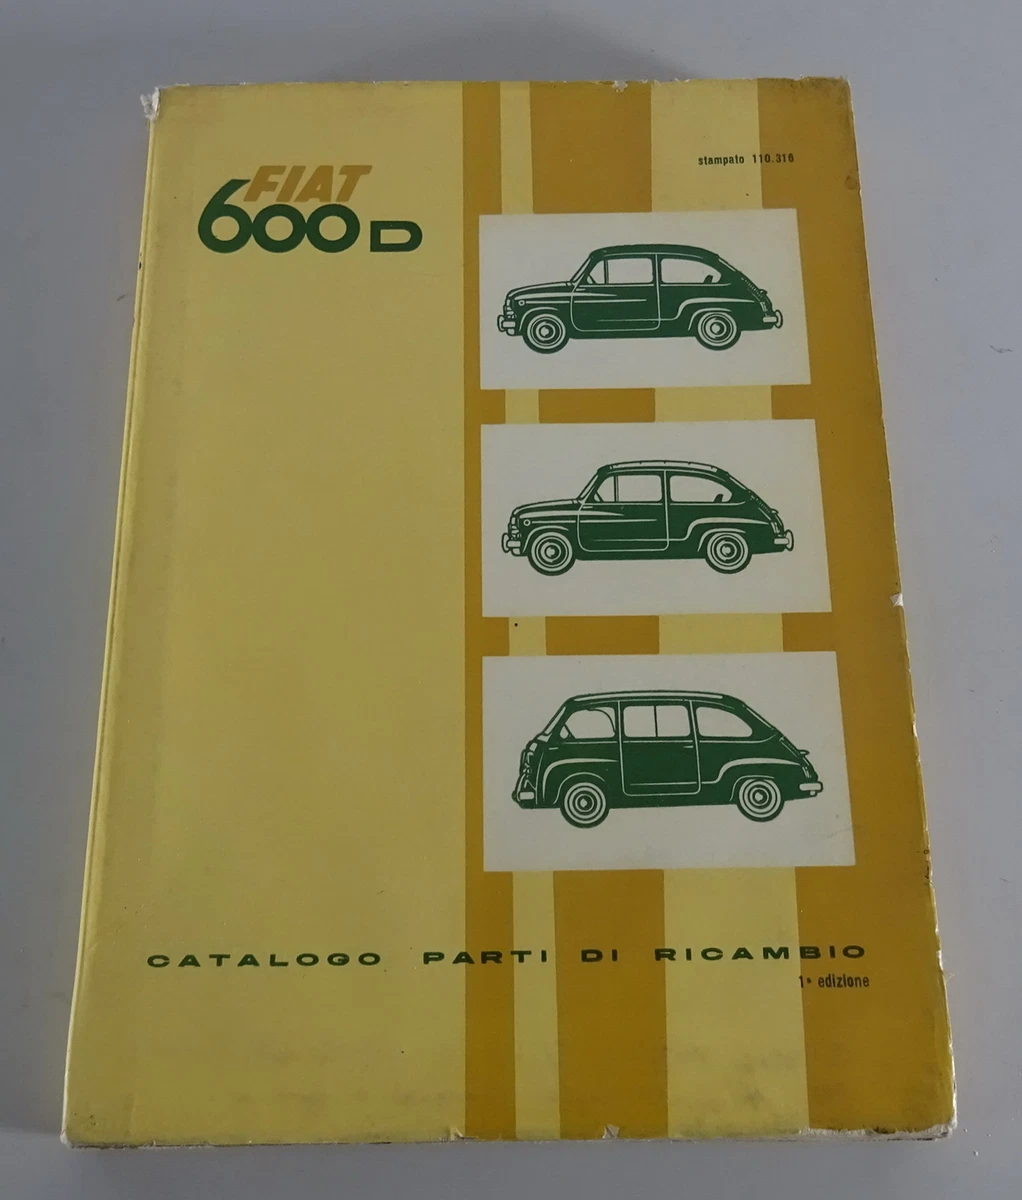 FIAT
600 D
stampato 110.316
CATALOGO PARTI DI RICAMBIO
1ª edizione